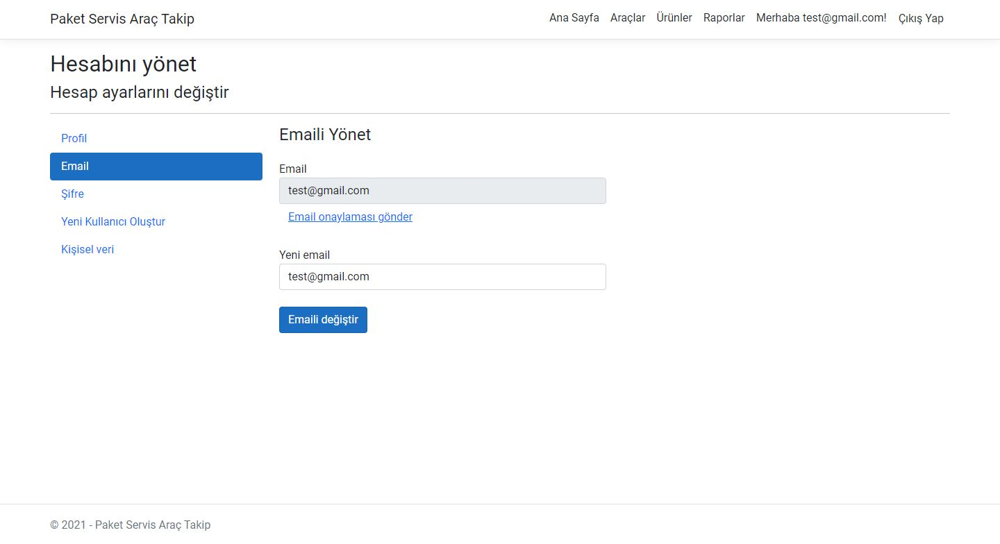 Paket Servis Araç Takip
Ana Sayfa Araçlar Ürünler Raporlar Merhaba test@gmail.com! Çıkış Yap
Hesabını yönet
Hesap ayarlarını değiştir
Profil
Email
Şifre
Yeni Kullanıcı Oluştur
Kişisel veri
Emaili Yönet
Email
test@gmail.com
Email onaylaması gönder
Yeni email
test@gmail.com
Emaili değiştir
© 2021 - Paket Servis Araç Takip